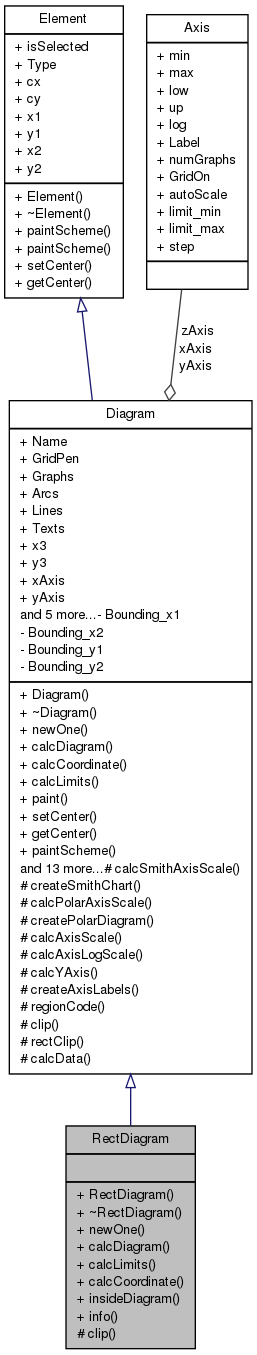 Element
+ isSelected
+ Type
+ cx
+ cy
+ x1
+ y1
+ x2
+ y2
+ Element()
+ ~Element()
+ paintScheme()
+ paintScheme()
+ setCenter()
+ getCenter()
Axis
+ min
+ max
+ low
+ up
+ log
+ Label
+ numGraphs
+ GridOn
+ autoScale
+ limit_min
+ limit_max
+ step
zAxis
xAxis
yAxis
Diagram
+ Name
+ GridPen
+ Graphs
+ Arcs
+ Lines
+ Texts
+ x3
+ y3
+ xAxis
+ yAxis
and 5 more...- Bounding_x1
- Bounding_x2
- Bounding_y1
- Bounding_y2
+ Diagram()
+ ~Diagram()
+ newOne()
+ calcDiagram()
+ calcCoordinate()
+ calcLimits()
+ paint()
+ setCenter()
+ getCenter()
+ paintScheme()
and 13 more...# calcSmithAxisScale()
# createSmithChart()
# calcPolarAxisScale()
# createPolarDiagram()
# calcAxisScale()
# calcAxisLogScale()
# calcYAxis()
# createAxisLabels()
# regionCode()
# clip()
# rectClip()
# calcData()
RectDiagram
+ RectDiagram()
+ ~RectDiagram()
+ newOne()
+ calcDiagram()
+ calcLimits()
+ calcCoordinate()
+ insideDiagram()
+ info()
# clip()